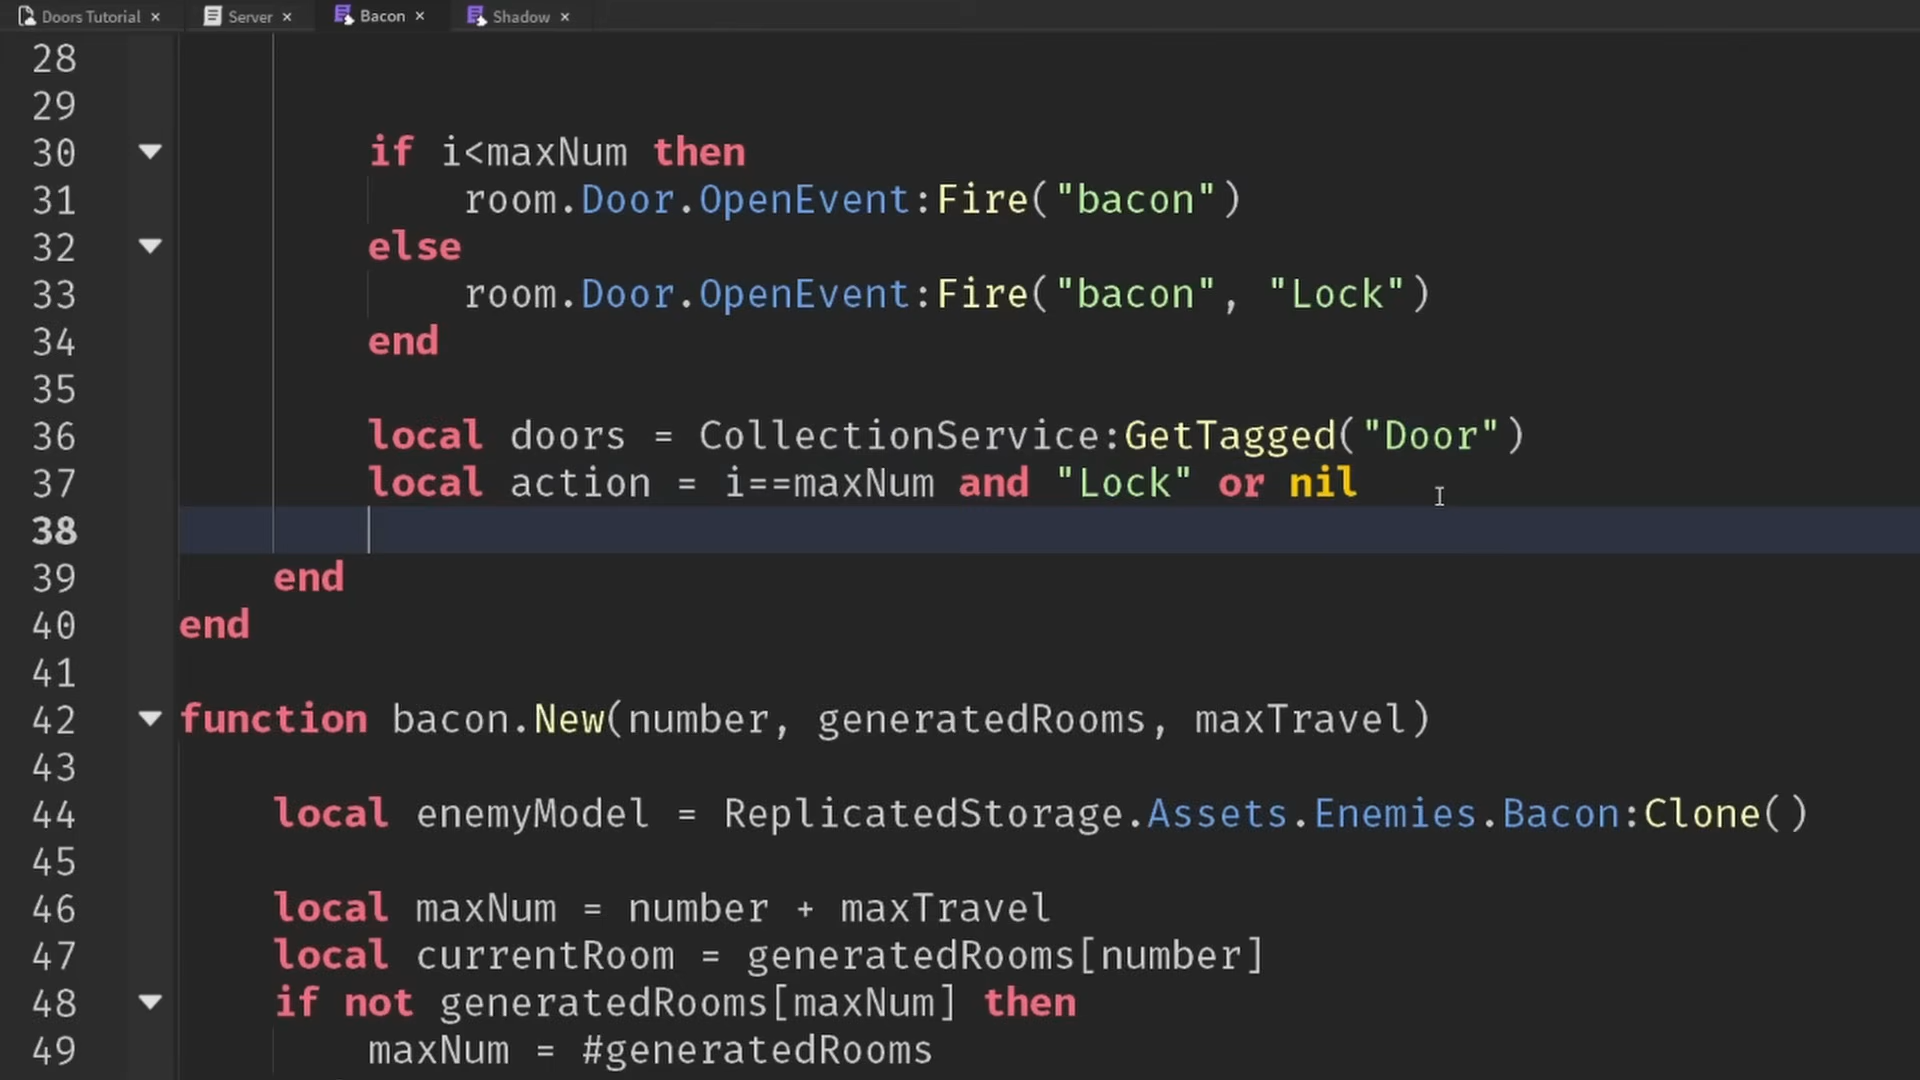 Doors Tutorial × Server × Bacon × Shadow ×
28
29
30 if i<maxNum then
31 room.Door.OpenEvent:Fire("bacon")
32 else
33 room.Door.OpenEvent:Fire("bacon", "Lock")
34 end
35
36 local doors = CollectionService:GetTagged("Door")
37 local action = i==maxNum and "Lock" or nil
38
39 end
40 end
41
42 function bacon.New(number, generatedRooms, maxTravel)
43
44 local enemyModel = ReplicatedStorage.Assets.Enemies.Bacon:Clone()
45
46 local maxNum = number + maxTravel
47 local currentRoom = generatedRooms[number]
48 if not generatedRooms[maxNum] then
49 maxNum = #generatedRooms